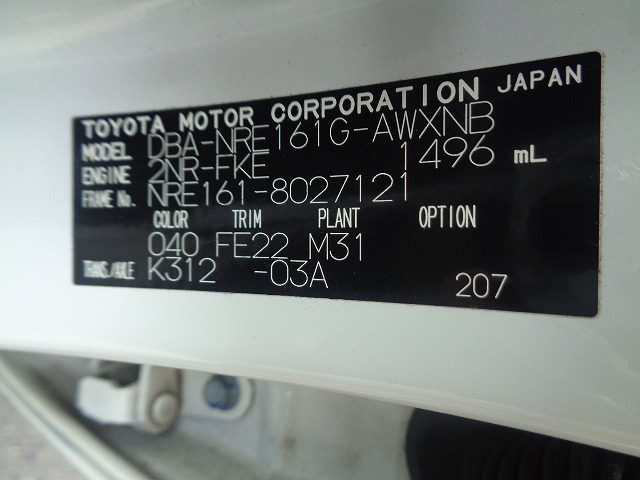 TOYOTA MOTOR CORPORATION JAPAN
MODEL DBA-NRE161G-AWXNB
ENGINE 2NR-FKE 1496 mL
FRAME No. NRE161-8027121
COLOR TRIM PLANT OPTION
040 FE22 M31
TRANS./AXLE K312 -03A
207